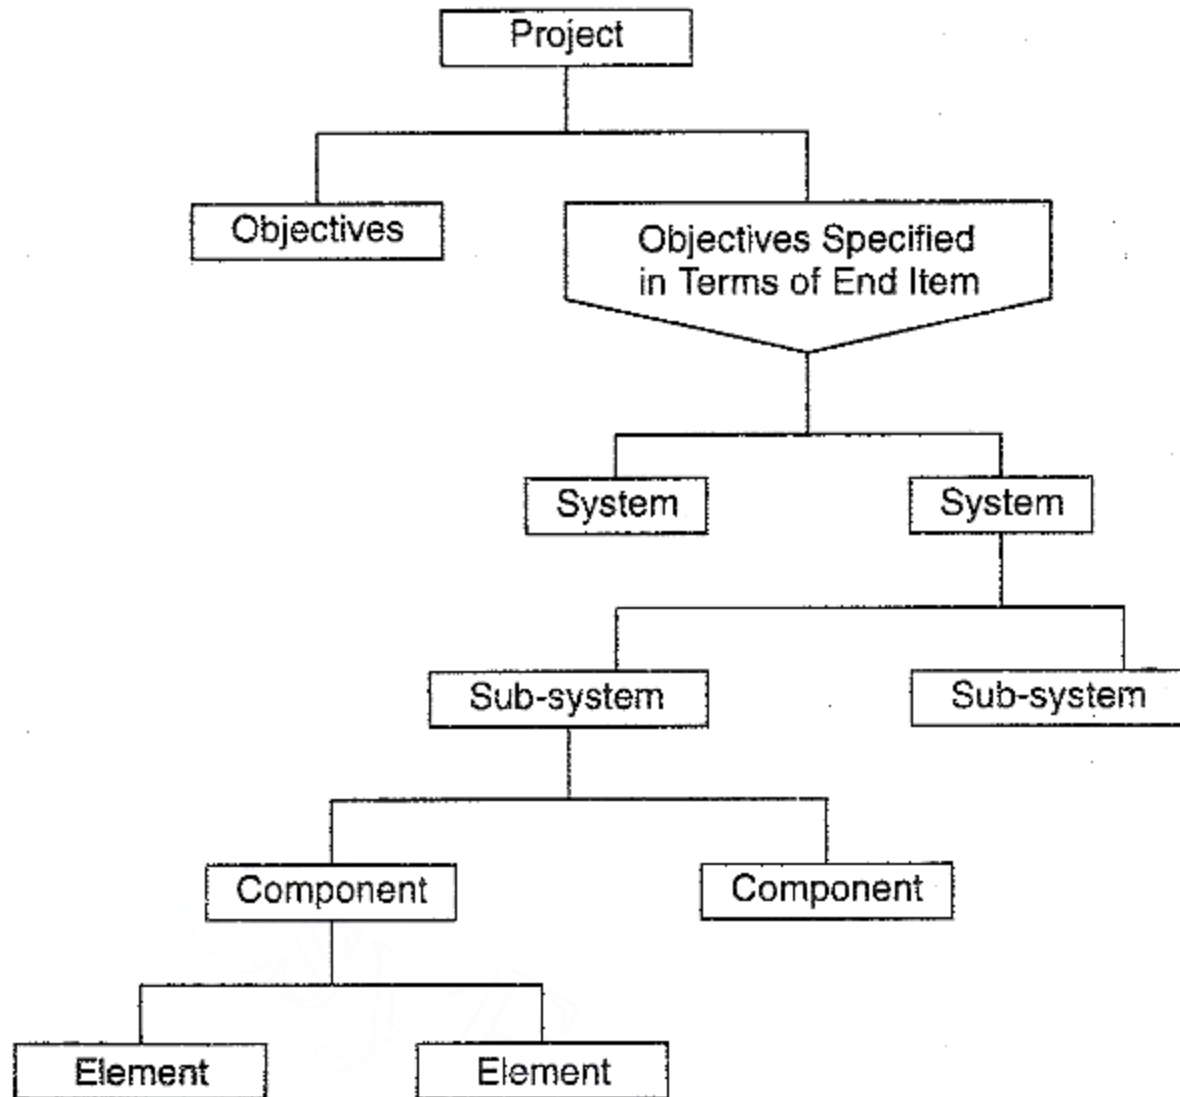 Project
Objectives
Objectives Specified
in Terms of End Item
System
System
Sub-system
Sub-system
Component
Component
Element
Element